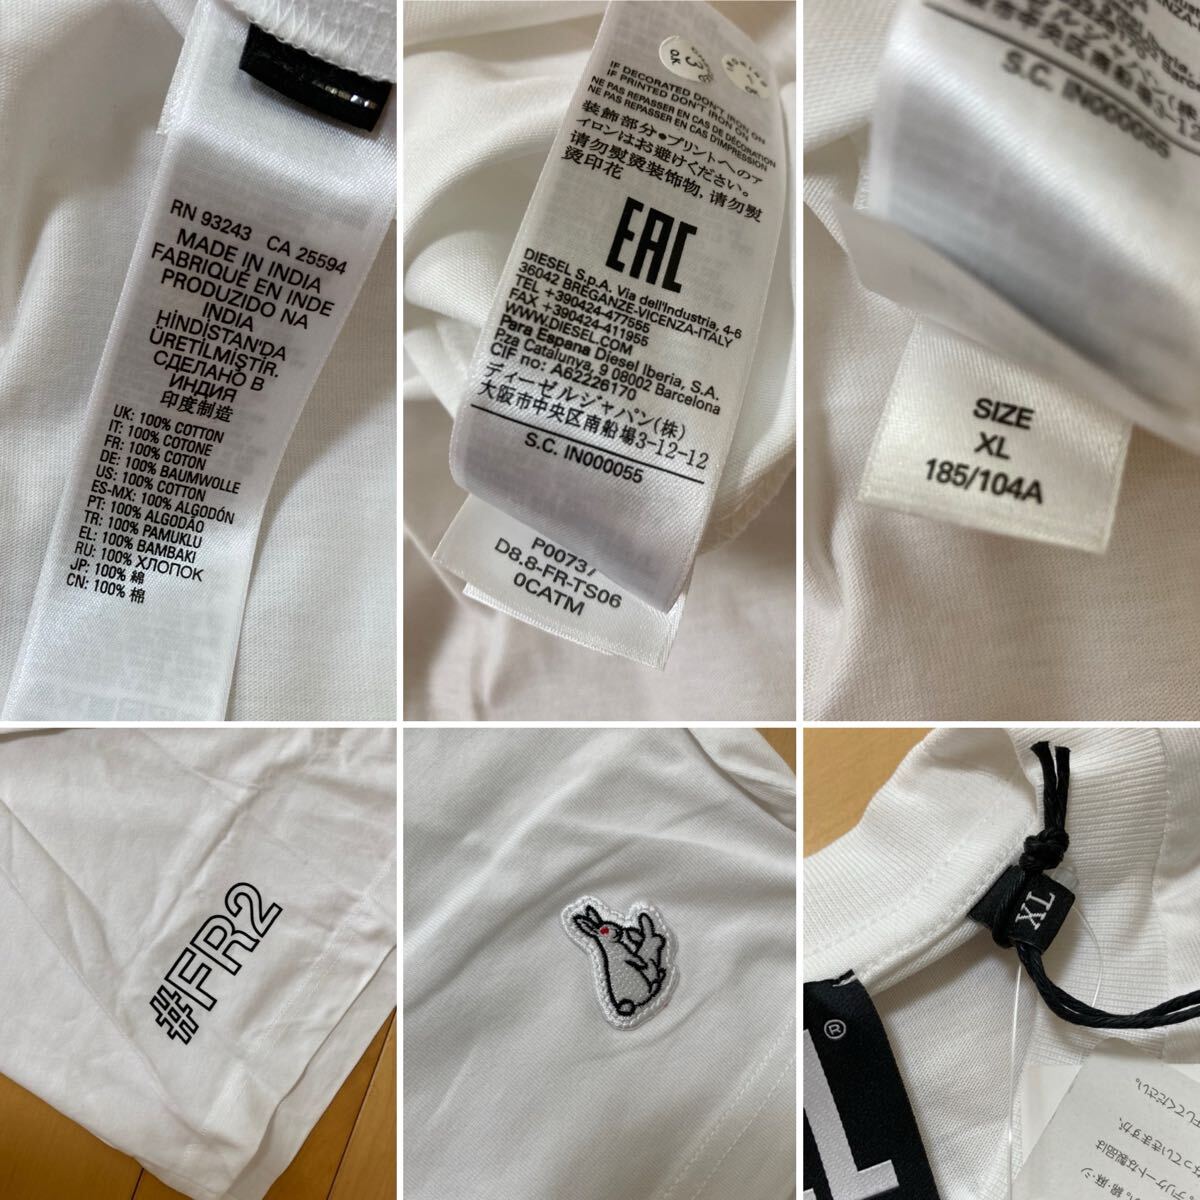 RN 93243 CA 25594
MADE IN INDIA
FABRIQUÉ EN INDE
PRODUZIDO NA
INDIA
HİNDİSTAN'DA
ÜRETİLMİŞTİR.
СДЕЛАНО В
ИНДИЯ
印度制造
UK: 100% COTTON
IT: 100% COTONE
FR: 100% COTON
DE: 100% BAUMWOLLE
US: 100% COTTON
ES-MX: 100% ALGODÓN
PT: 100% ALGODÃO
TR: 100% PAMUKLU
EL: 100% BAMBAKI
RU: 100% ХЛОПОК
JP: 100% 綿
CN: 100% 棉
OK
3
OK
IF DECORATED DON'T IRON ON
IF PRINTED DON'T IRON ON
NE PAS REPASSER EN CAS DE DÉCORATION
NE PAS REPASSER EN CAS D'IMPRESSION
装飾部分・プリントへのア
イロンはお避けください。
请勿熨烫装饰物, 请勿熨
烫印花
EAC
DIESEL S.p.A. Via dell'Industria, 4-6
36042 BREGANZE-VICENZA-ITALY
TEL +390424-477555
FAX +390424-411955
WWW.DIESEL.COM
Para Espana Diesel Iberia, S.A.
P.za Catalunya, 9 08002 Barcelona
CIF no: A62226170
ディーゼルジャパン(株)
大阪市中央区南船場3-12-12
S.C. IN000055
P00737
D8.8-FR-TS06
0CATM
S.C. IN000055
SIZE
XL
185/104A
#FR2
XL
®